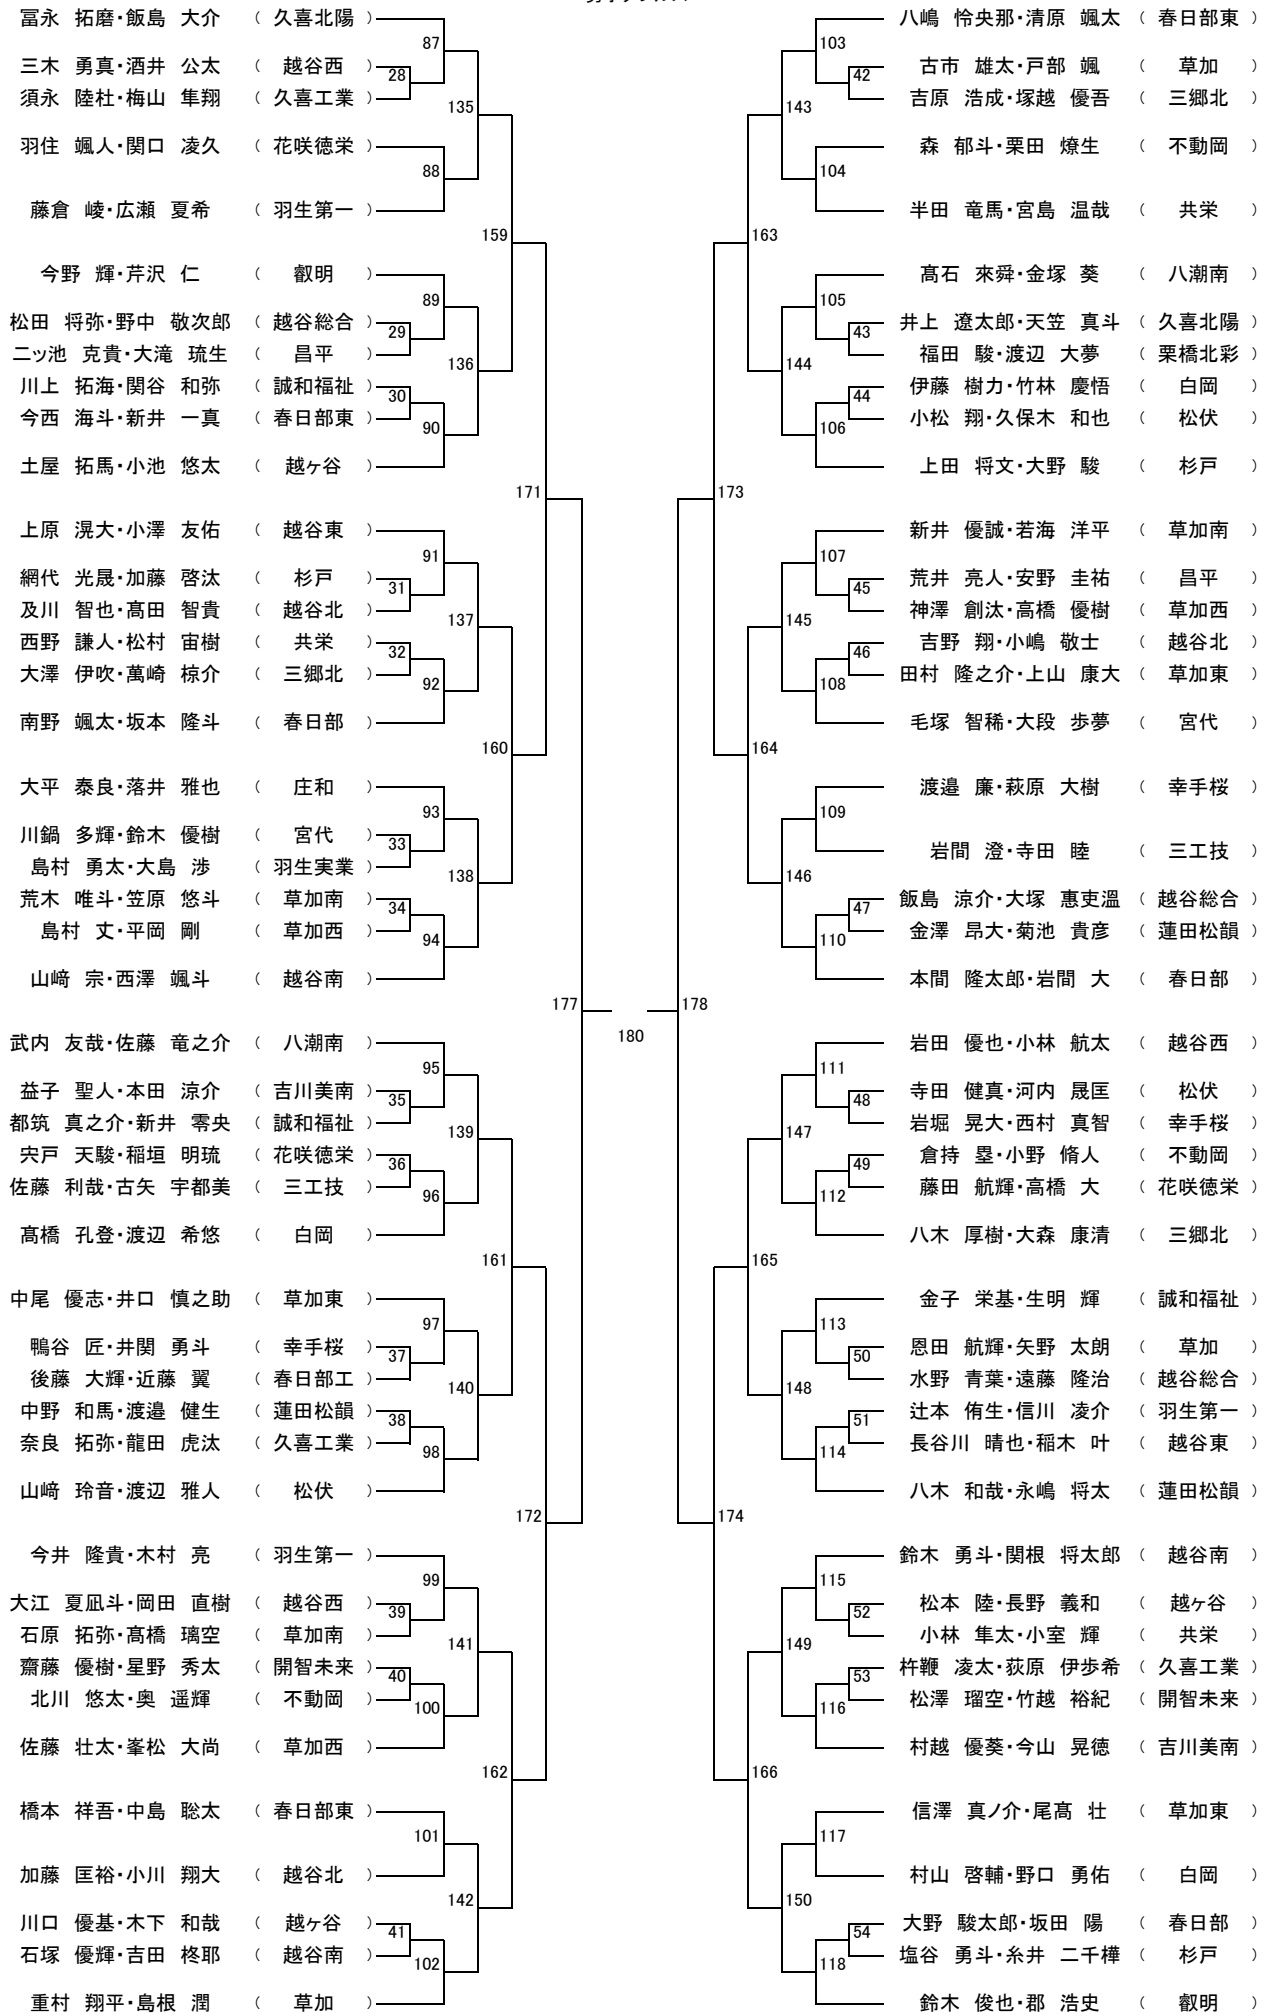 冨永 拓磨・飯島 大介 （ 久喜北陽 ）
87
三木 勇真・酒井 公太 （ 越谷西 ）
28
須永 陸杜・梅山 隼翔 （ 久喜工業 ）
135
羽住 颯人・関口 凌久 （ 花咲徳栄 ）
88
藤倉 崚・広瀬 夏希 （ 羽生第一 ）
159
今野 輝・芹沢 仁 （ 叡明 ）
89
松田 将弥・野中 敬次郎 （ 越谷総合 ）
29
二ッ池 克貴・大滝 琉生 （ 昌平 ）
136
川上 拓海・関谷 和弥 （ 誠和福祉 ）
30
今西 海斗・新井 一真 （ 春日部東 ）
90
土屋 拓馬・小池 悠太 （ 越ヶ谷 ）
171
上原 滉大・小澤 友佑 （ 越谷東 ）
91
網代 光晟・加藤 啓汰 （ 杉戸 ）
31
及川 智也・髙田 智貴 （ 越谷北 ）
137
西野 謙人・松村 宙樹 （ 共栄 ）
32
大澤 伊吹・萬崎 椋介 （ 三郷北 ）
92
南野 颯太・坂本 隆斗 （ 春日部 ）
160
大平 泰良・落井 雅也 （ 庄和 ）
93
川鍋 多輝・鈴木 優樹 （ 宮代 ）
33
島村 勇太・大島 渉 （ 羽生実業 ）
138
荒木 唯斗・笠原 悠斗 （ 草加南 ）
34
島村 丈・平岡 剛 （ 草加西 ）
94
山﨑 宗・西澤 颯斗 （ 越谷南 ）
177
武内 友哉・佐藤 竜之介 （ 八潮南 ）
95
益子 聖人・本田 涼介 （ 吉川美南 ）
35
都筑 真之介・新井 零央 （ 誠和福祉 ）
139
宍戸 天駿・稲垣 明琉 （ 花咲徳栄 ）
36
佐藤 利哉・古矢 宇都美 （ 三工技 ）
96
髙橋 孔登・渡辺 希悠 （ 白岡 ）
161
中尾 優志・井口 慎之助 （ 草加東 ）
97
鴨谷 匠・井関 勇斗 （ 幸手桜 ）
37
後藤 大輝・近藤 翼 （ 春日部工 ）
140
中野 和馬・渡邉 健生 （ 蓮田松韻 ）
38
奈良 拓弥・龍田 虎汰 （ 久喜工業 ）
98
山﨑 玲音・渡辺 雅人 （ 松伏 ）
172
今井 隆貴・木村 亮 （ 羽生第一 ）
99
大江 夏凪斗・岡田 直樹 （ 越谷西 ）
39
石原 拓弥・髙橋 璃空 （ 草加南 ）
141
齋藤 優樹・星野 秀太 （ 開智未来 ）
40
北川 悠太・奥 遥輝 （ 不動岡 ）
100
佐藤 壮太・峯松 大尚 （ 草加西 ）
162
橋本 祥吾・中島 聡太 （ 春日部東 ）
101
加藤 匡裕・小川 翔大 （ 越谷北 ）
142
川口 優基・木下 和哉 （ 越ヶ谷 ）
41
石塚 優輝・吉田 柊耶 （ 越谷南 ）
102
重村 翔平・島根 潤 （ 草加 ）
180
八嶋 怜央那・清原 颯太 （ 春日部東 ）
103
古市 雄太・戸部 颯 （ 草加 ）
42
吉原 浩成・塚越 優吾 （ 三郷北 ）
143
森 郁斗・栗田 燎生 （ 不動岡 ）
104
半田 竜馬・宮島 温哉 （ 共栄 ）
163
髙石 來舜・金塚 葵 （ 八潮南 ）
105
井上 遼太郎・天笠 真斗 （ 久喜北陽 ）
43
福田 駿・渡辺 大夢 （ 栗橋北彩 ）
144
伊藤 樹力・竹林 慶悟 （ 白岡 ）
44
小松 翔・久保木 和也 （ 松伏 ）
106
上田 将文・大野 駿 （ 杉戸 ）
173
新井 優誠・若海 洋平 （ 草加南 ）
107
荒井 亮人・安野 圭祐 （ 昌平 ）
45
神澤 創汰・高橋 優樹 （ 草加西 ）
145
吉野 翔・小嶋 敬士 （ 越谷北 ）
46
田村 隆之介・上山 康大 （ 草加東 ）
108
毛塚 智稀・大段 歩夢 （ 宮代 ）
164
渡邉 廉・萩原 大樹 （ 幸手桜 ）
109
岩間 澄・寺田 睦 （ 三工技 ）
146
飯島 涼介・大塚 惠吏溫 （ 越谷総合 ）
47
金澤 昂大・菊池 貴彦 （ 蓮田松韻 ）
110
本間 隆太郎・岩間 大 （ 春日部 ）
178
岩田 優也・小林 航太 （ 越谷西 ）
111
寺田 健真・河内 晟匡 （ 松伏 ）
48
岩堀 晃大・西村 真智 （ 幸手桜 ）
147
倉持 塁・小野 脩人 （ 不動岡 ）
49
藤田 航輝・高橋 大 （ 花咲徳栄 ）
112
八木 厚樹・大森 康清 （ 三郷北 ）
165
金子 栄基・生明 輝 （ 誠和福祉 ）
113
恩田 航輝・矢野 太朗 （ 草加 ）
50
水野 青葉・遠藤 隆治 （ 越谷総合 ）
148
辻本 侑生・信川 凌介 （ 羽生第一 ）
51
長谷川 晴也・稲木 叶 （ 越谷東 ）
114
八木 和哉・永嶋 将太 （ 蓮田松韻 ）
174
鈴木 勇斗・関根 将太郎 （ 越谷南 ）
115
松本 陸・長野 義和 （ 越ヶ谷 ）
52
小林 隼太・小室 輝 （ 共栄 ）
149
杵鞭 凌太・荻原 伊歩希 （ 久喜工業 ）
53
松澤 瑠空・竹越 裕紀 （ 開智未来 ）
116
村越 優葵・今山 晃徳 （ 吉川美南 ）
166
信澤 真ノ介・尾髙 壮 （ 草加東 ）
117
村山 啓輔・野口 勇佑 （ 白岡 ）
150
大野 駿太郎・坂田 陽 （ 春日部 ）
54
塩谷 勇斗・糸井 二千樺 （ 杉戸 ）
118
鈴木 俊也・郡 浩史 （ 叡明 ）